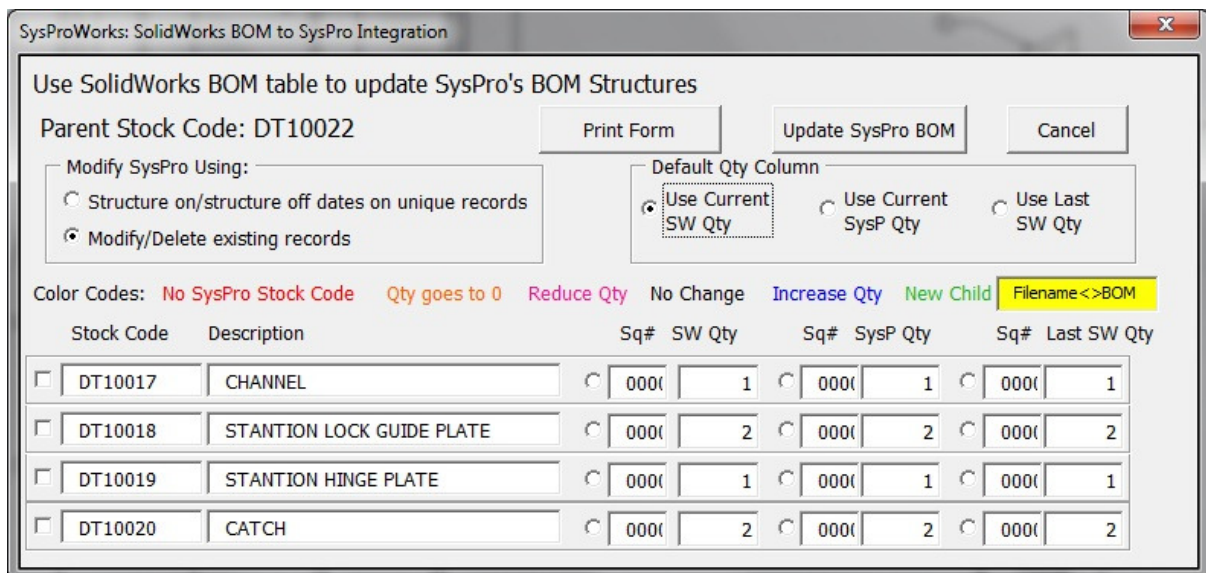 SysProWorks: SolidWorks BOM to SysPro Integration
Use SolidWorks BOM table to update SysPro's BOM Structures
Parent Stock Code: DT10022 Print Form Update SysPro BOM Cancel
Modify SysPro Using: Default Qty Column
Structure on/structure off dates on unique records
Modify/Delete existing records
Use Current
SW Qty
Use Current
SysP Qty
Use Last
SW Qty
Color Codes: No SysPro Stock Code Qty goes to 0 Reduce Qty No Change Increase Qty New Child Filename<>BOM
Stock Code Description Sq# SW Qty Sq# SysP Qty Sq# Last SW Qty
DT10017 CHANNEL 000( 1 000( 1 000( 1
DT10018 STANTION LOCK GUIDE PLATE 000( 2 000( 2 000( 2
DT10019 STANTION HINGE PLATE 000( 1 000( 1 000( 1
DT10020 CATCH 000( 2 000( 2 000( 2